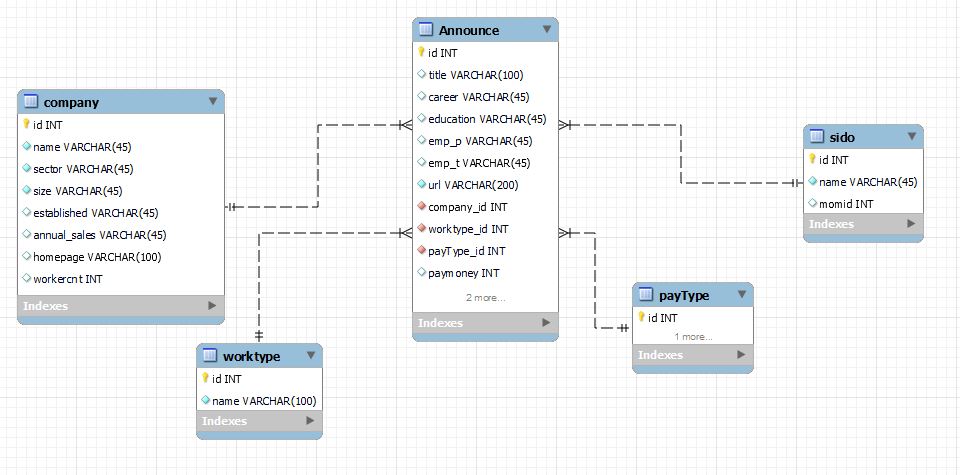 company
id INT
name VARCHAR(45)
sector VARCHAR(45)
size VARCHAR(45)
established VARCHAR(45)
annual_sales VARCHAR(45)
homepage VARCHAR(100)
workercnt INT
Indexes
Announce
id INT
title VARCHAR(100)
career VARCHAR(45)
education VARCHAR(45)
emp_p VARCHAR(45)
emp_t VARCHAR(45)
url VARCHAR(200)
company_id INT
worktype_id INT
payType_id INT
paymoney INT
2 more...
Indexes
sido
id INT
name VARCHAR(45)
momid INT
Indexes
payType
id INT
1 more...
Indexes
worktype
id INT
name VARCHAR(100)
Indexes